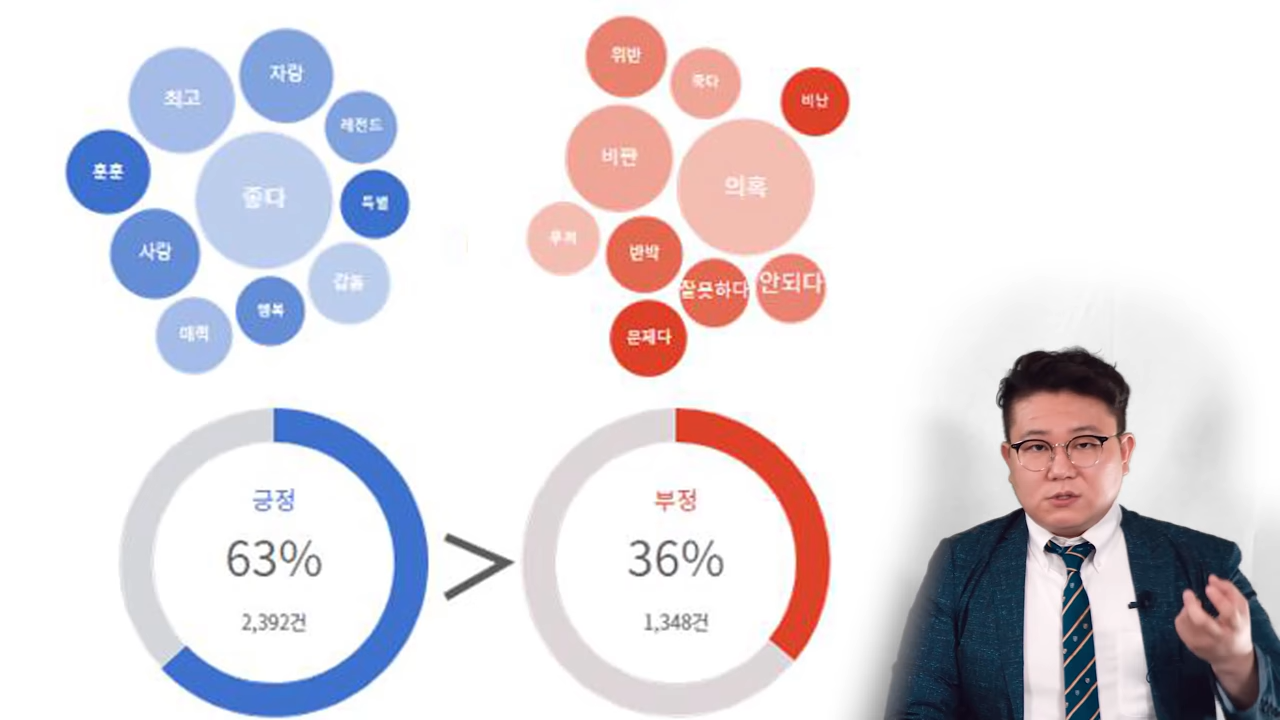 자랑
최고
레전드
훈훈
좋다
특별
사랑
감동
행복
매력
위반
좋다
비난
비판
의혹
우려
반박
잘못하다
안되다
문제다
긍정
63%
2,392건
>
부정
36%
1,348건